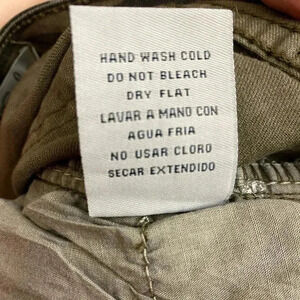 HAND WASH COLD
DO NOT BLEACH
DRY FLAT
LAVAR A MANO CON
AGUA FRIA
NO USAR CLORO
SECAR EXTENDIDO